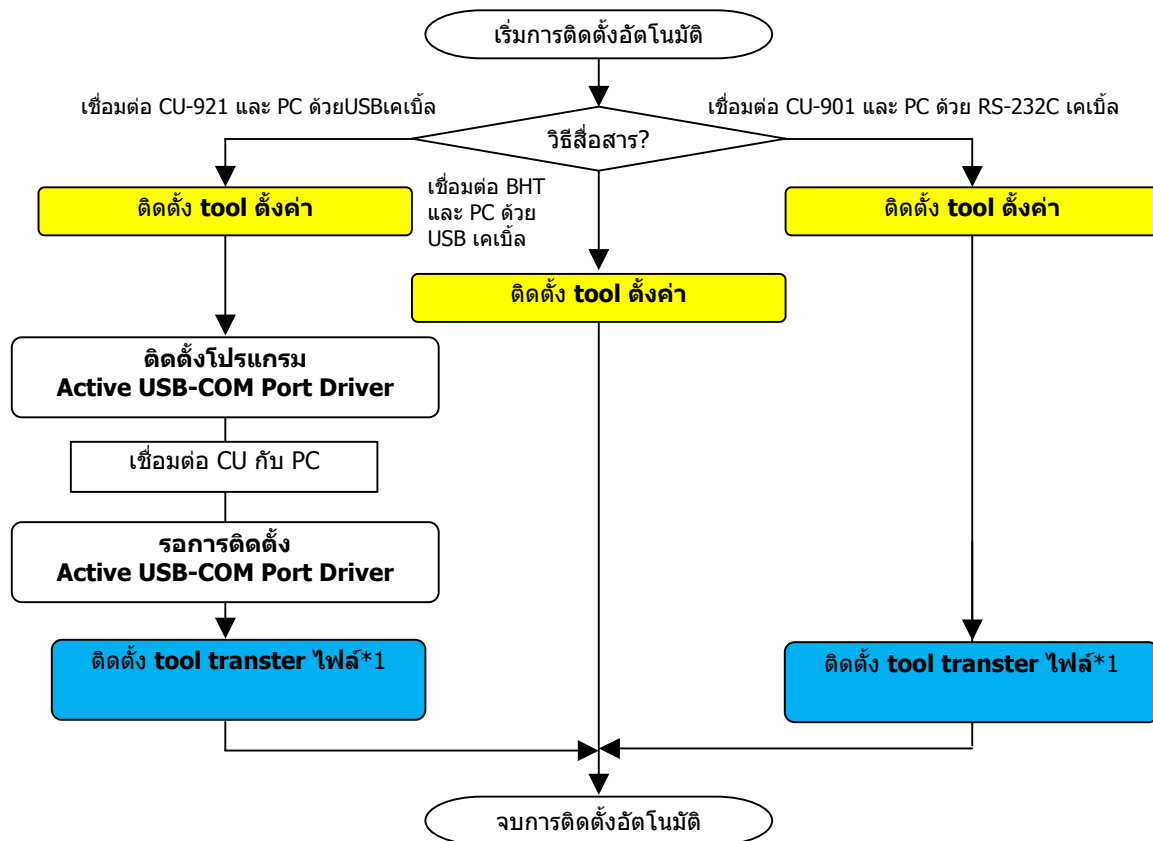 เริ่มการติดตั้งอัตโนมัติ
เชื่อมต่อ CU-921 และ PC ด้วยUSBเคเบิ้ล
เชื่อมต่อ CU-901 และ PC ด้วย RS-232C เคเบิ้ล
วิธีสื่อสาร?
ติดตั้ง tool ตั้งค่า
เชื่อมต่อ BHT
และ PC ด้วย
USB เคเบิ้ล
ติดตั้ง tool ตั้งค่า
ติดตั้ง tool ตั้งค่า
ติดตั้งโปรแกรม
Active USB-COM Port Driver
เชื่อมต่อ CU กับ PC
รอการติดตั้ง
Active USB-COM Port Driver
ติดตั้ง tool transter ไฟล์*1
ติดตั้ง tool transter ไฟล์*1
จบการติดตั้งอัตโนมัติ